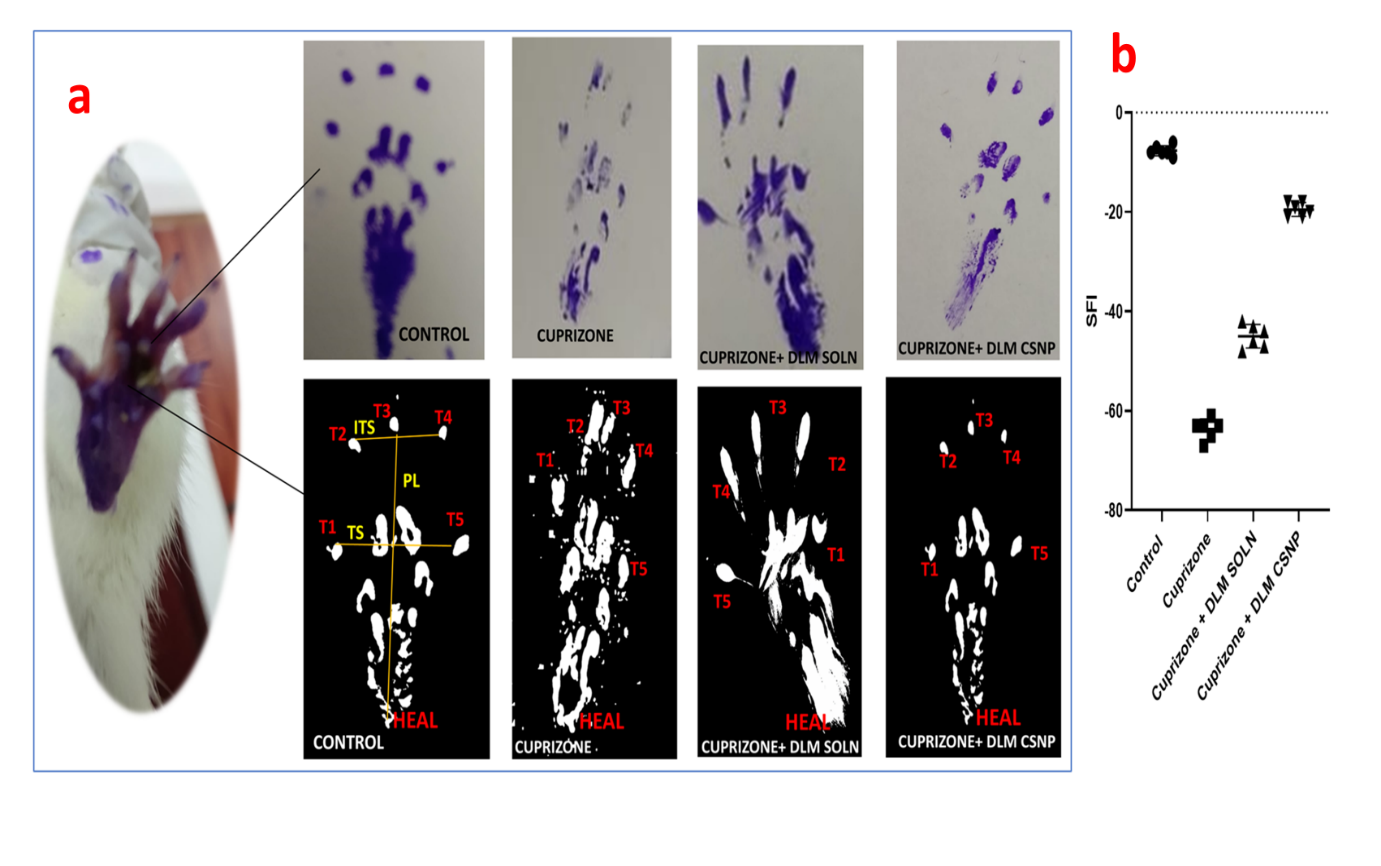 a
CONTROL
CUPRIZONE
CUPRIZONE+ DLM SOLN
CUPRIZONE+ DLM CSNP
T3
T4
T2
ITS
PL
T1
TS
T5
HEAL
CONTROL
T3
T2
T4
T1
T5
HEAL
CUPRIZONE
T3
T2
T4
T1
T5
HEAL
CUPRIZONE+ DLM SOLN
T3
T2
T4
T5
T1
HEAL
CUPRIZONE+ DLM CSNP
b
0
-20
-40
-60
-80
SFI
Control
Cuprizone
Cuprizone + DLM SOLN
Cuprizone + DLM CSNP